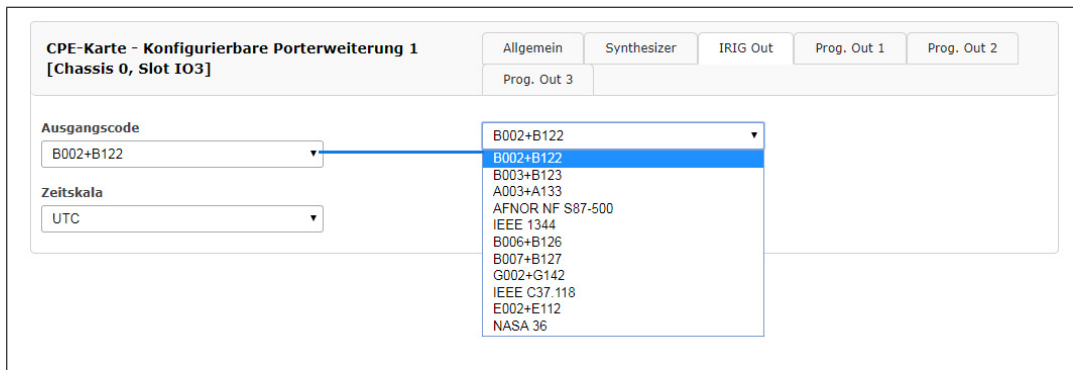 CPE-Karte - Konfigurierbare Porterweiterung 1
[Chassis 0, Slot IO3]
Allgemein
Synthesizer
IRIG Out
Prog. Out 1
Prog. Out 2
Prog. Out 3
Ausgangscode
B002+B122
Zeitskala
UTC
B002+B122
B002+B122
B003+B123
A003+A133
AFNOR NF S87-500
IEEE 1344
B006+B126
B007+B127
G002+G142
IEEE C37.118
E002+E112
NASA 36